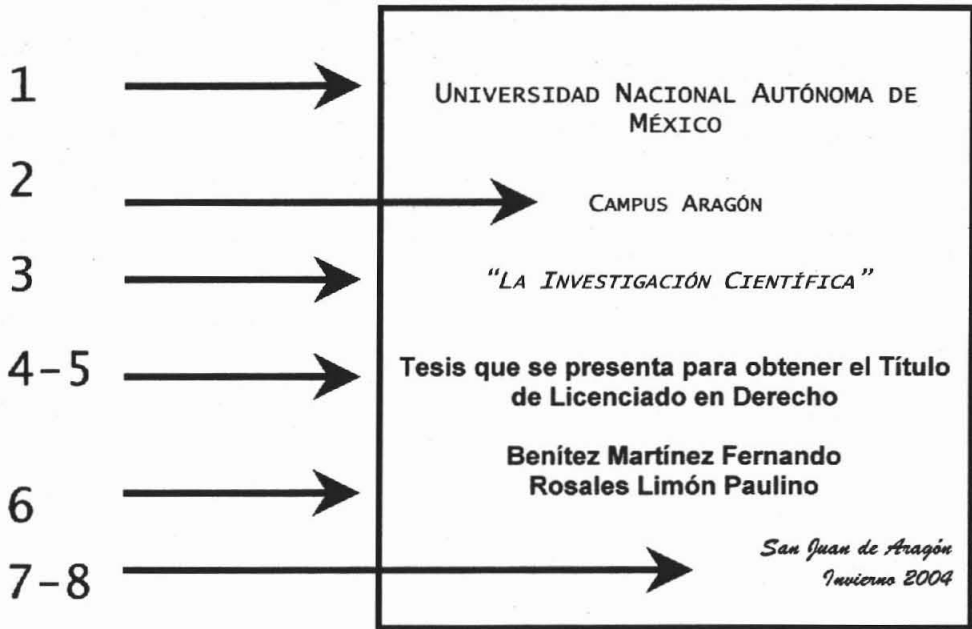 1
UNIVERSIDAD NACIONAL AUTÓNOMA DE
MÉXICO
2
CAMPUS ARAGÓN
3
"LA INVESTIGACIÓN CIENTÍFICA"
4-5
Tesis que se presenta para obtener el Título
de Licenciado en Derecho
Benítez Martínez Fernando
6
Rosales Limón Paulino
7-8
San Juan de Aragón
Invierno 2004